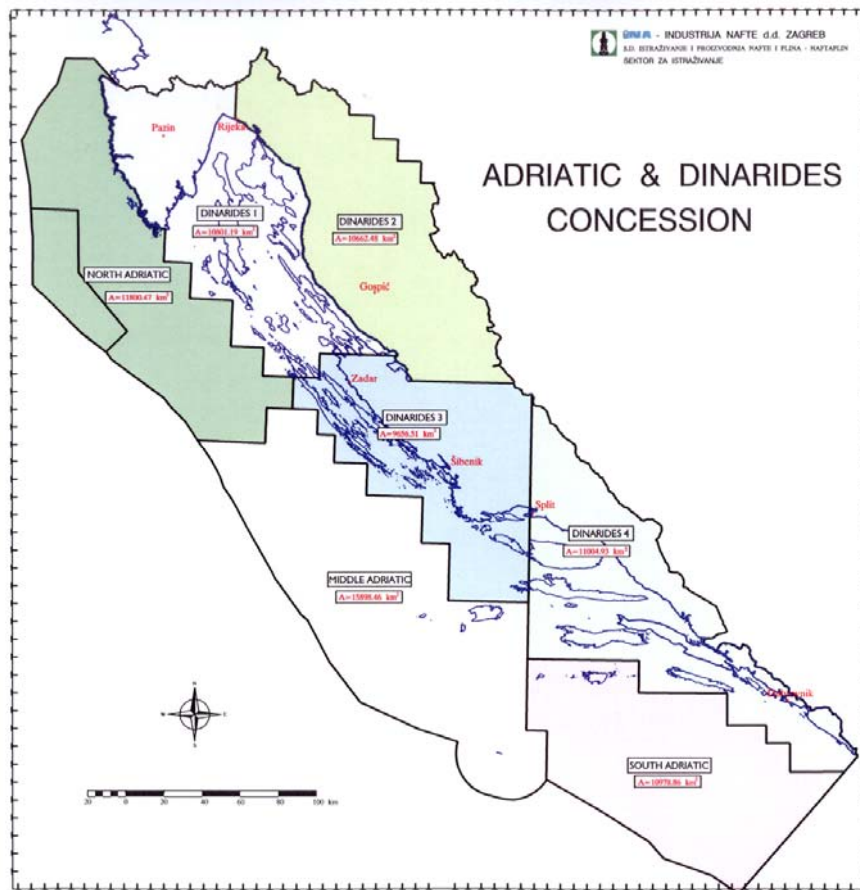 INA - INDUSTRIJA NAFTE d.d. ZAGREB
S.D. ISTRAŽIVANJE I PROIZVODNJA NAFTE I PLINA - NAFTAPLIN
SEKTOR ZA ISTRAŽIVANJE
ADRIATIC & DINARIDES
CONCESSION
Pazin
Rijeka
DINARIDES 1
A=10801.19 km²
DINARIDES 2
A=10662.48 km²
NORTH ADRIATIC
A=11800.47 km²
Gospić
Zadar
DINARIDES 3
A=9656.51 km²
Šibenik
Split
DINARIDES 4
A=11004.93 km²
MIDDLE ADRIATIC
A=15898.46 km²
Dubrovnik
SOUTH ADRIATIC
A=10978.86 km²
N
W
E
S
20 0 20 40 60 80 100 km